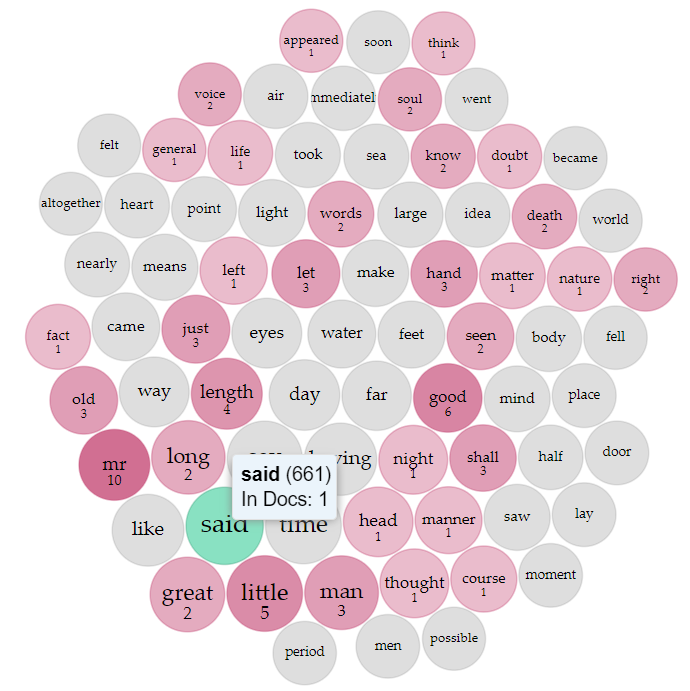 appeared
1
soon
think
1
voice
2
air
mmediatel
soul
2
went
felt
general
1
life
1
took
sea
know
2
doubt
1
became
altogether
heart
point
light
words
2
large
idea
death
2
world
nearly
means
left
1
let
3
make
hand
3
matter
1
nature
1
right
2
fact
1
came
just
3
eyes
water
feet
seen
2
body
fell
old
3
way
length
4
day
far
good
6
mind
place
mr
10
long
2
ving
night
1
shall
3
half
door
said (661)
In Docs: 1
like
said
time
head
1
manner
1
saw
lay
great
2
little
5
man
3
thought
1
course
1
moment
period
men
possible